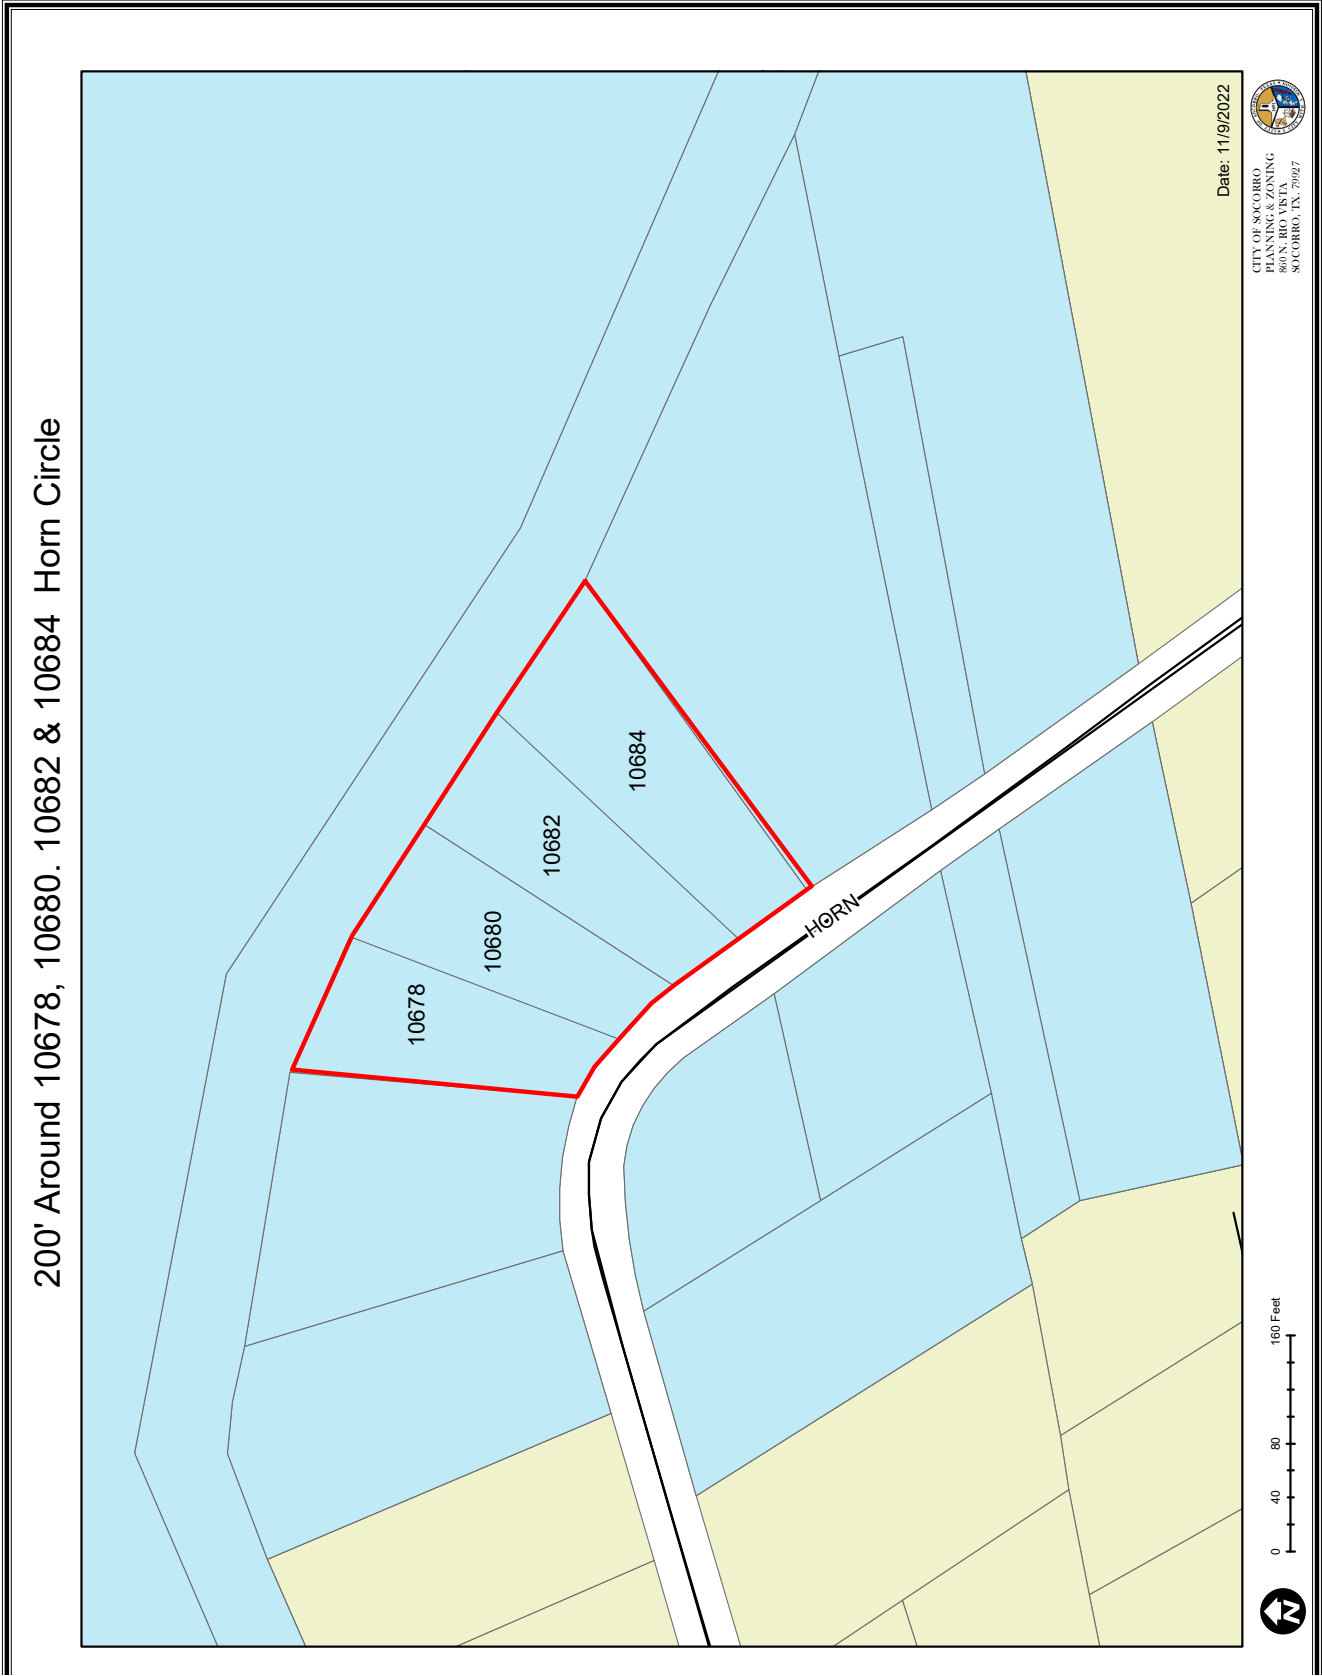 200' Around 10678, 10680. 10682 & 10684 Horn Circle
10678
10680
10682
10684
HORN
Date: 11/9/2022
CITY OF SOCORRO
PLANNING & ZONING
860 N. RIO VISTA
SOCORRO, TX. 79927
0 40 80 160 Feet
N